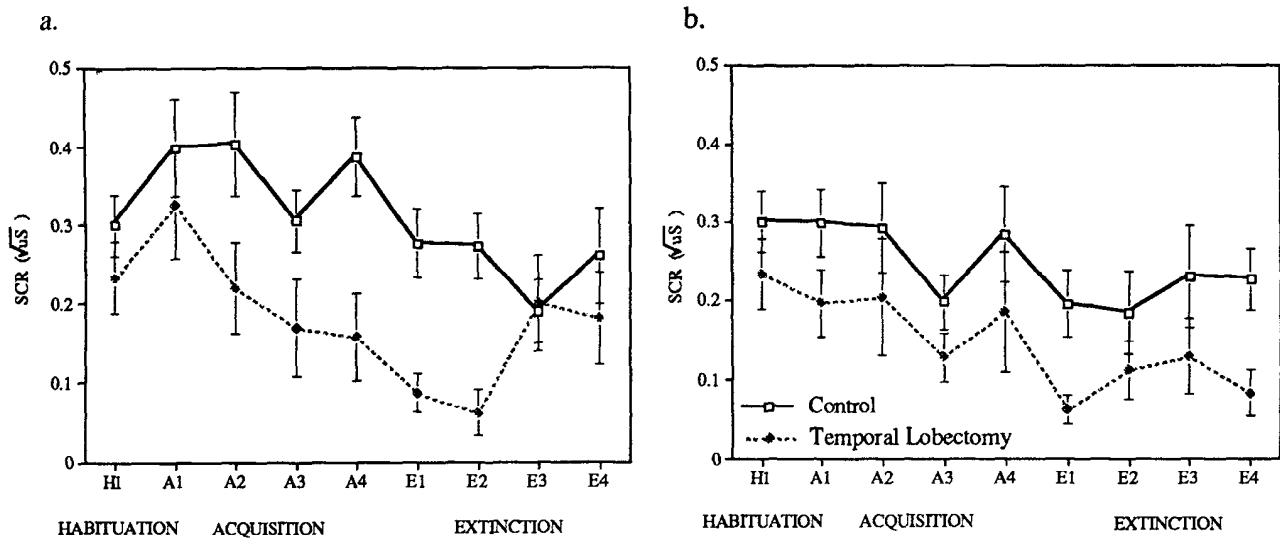 a.
0.5
0.4
0.3
0.2
0.1
0
SCR (√uS)
H1 A1 A2 A3 A4 E1 E2 E3 E4
HABITUATION ACQUISITION EXTINCTION
b.
0.5
0.4
0.3
0.2
0.1
0
SCR (√uS)
Control
Temporal Lobectomy
H1 A1 A2 A3 A4 E1 E2 E3 E4
HABITUATION ACQUISITION EXTINCTION